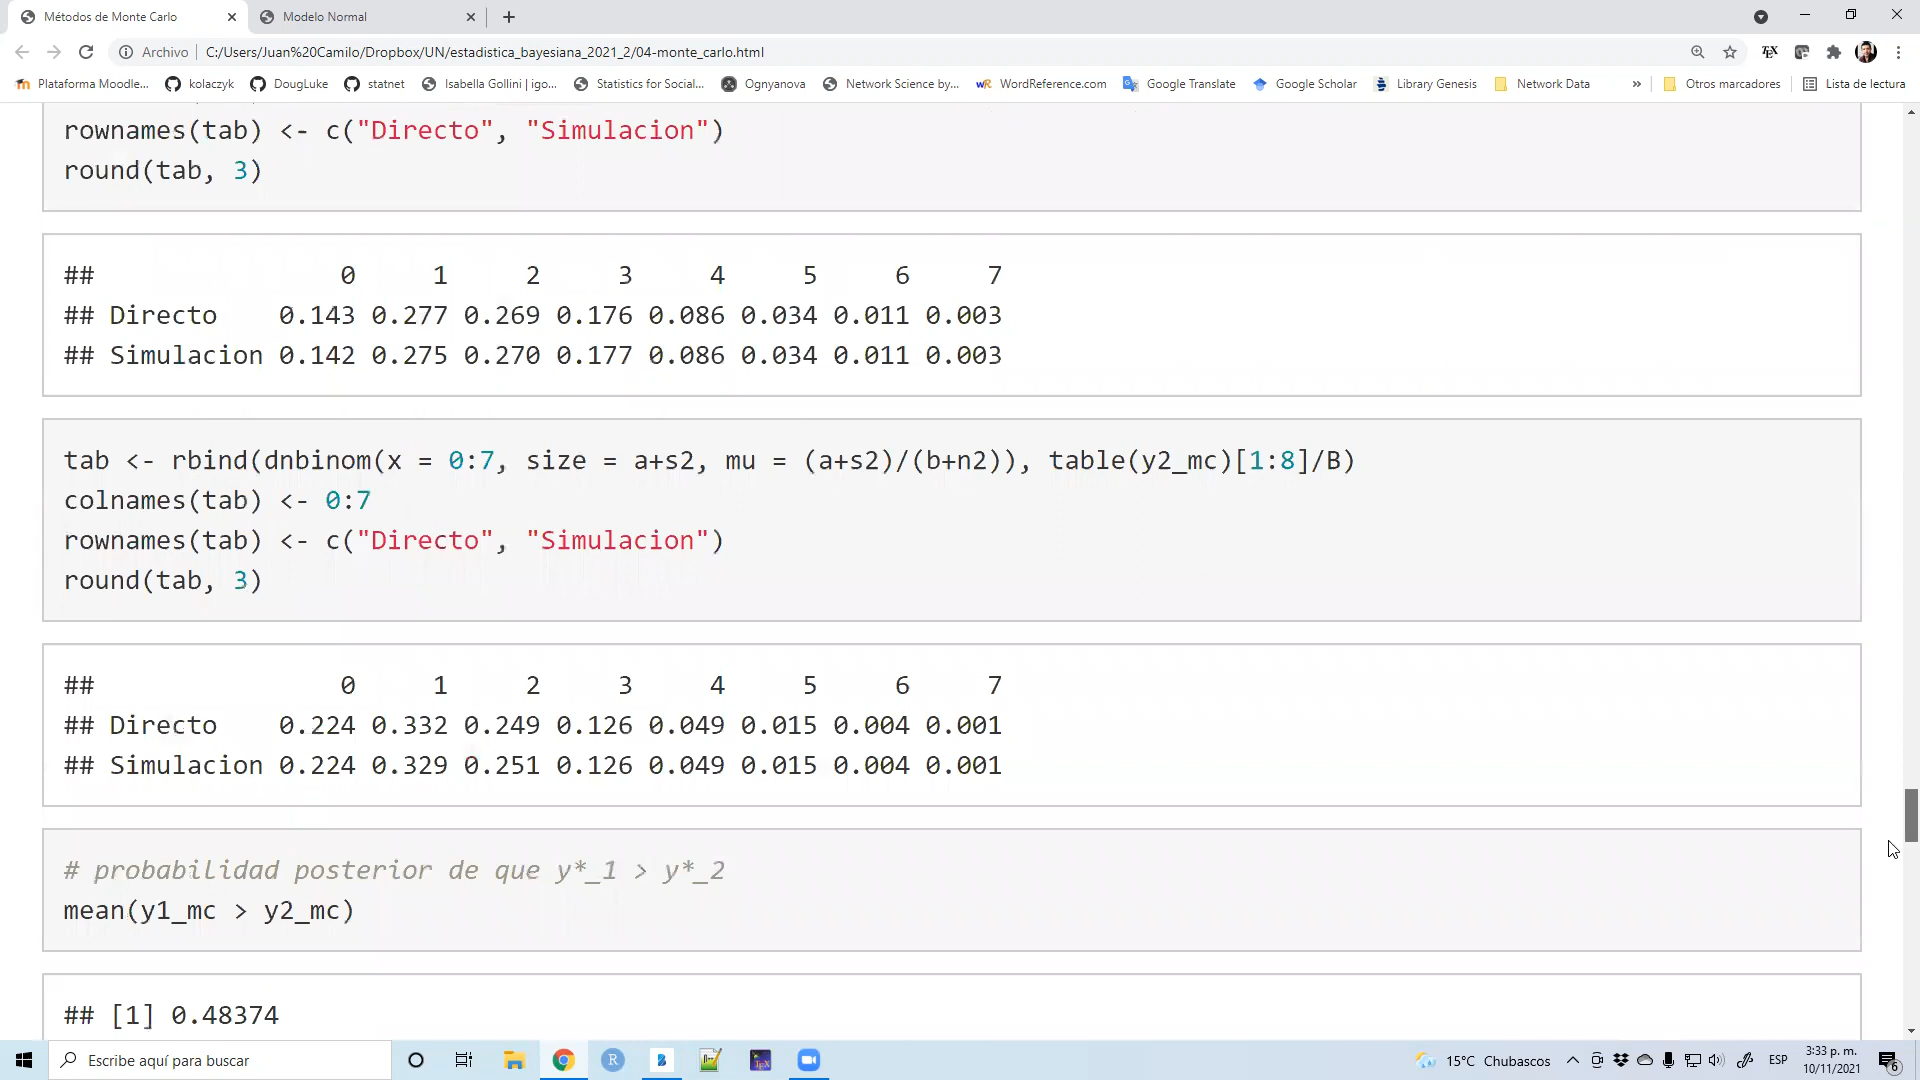 Métodos de Monte Carlo
Modelo Normal
Archivo
C:/Users/Juan%20Camilo/Dropbox/UN/estadistica_bayesiana_2021_2/04-monte_carlo.html
TEX
Plataforma Moodle...
kolaczyk
DougLuke
statnet
Isabella Gollini | igo...
Statistics for Social...
Ognyanova
Network Science by...
WR WordReference.com
Google Translate
Google Scholar
Library Genesis
Network Data
»
Otros marcadores
Lista de lectura
rownames(tab) <- c("Directo", "Simulacion")
round(tab, 3)
## 0 1 2 3 4 5 6 7
## Directo 0.143 0.277 0.269 0.176 0.086 0.034 0.011 0.003
## Simulacion 0.142 0.275 0.270 0.177 0.086 0.034 0.011 0.003
tab <- rbind(dnbinom(x = 0:7, size = a+s2, mu = (a+s2)/(b+n2)), table(y2_mc)[1:8]/B)
colnames(tab) <- 0:7
rownames(tab) <- c("Directo", "Simulacion")
round(tab, 3)
## 0 1 2 3 4 5 6 7
## Directo 0.224 0.332 0.249 0.126 0.049 0.015 0.004 0.001
## Simulacion 0.224 0.329 0.251 0.126 0.049 0.015 0.004 0.001
# probabilidad posterior de que y*_1 > y*_2
mean(y1_mc > y2_mc)
## [1] 0.48374
Escribe aquí para buscar
R
15°C Chubascos
ESP
3:33 p. m.
10/11/2021
6